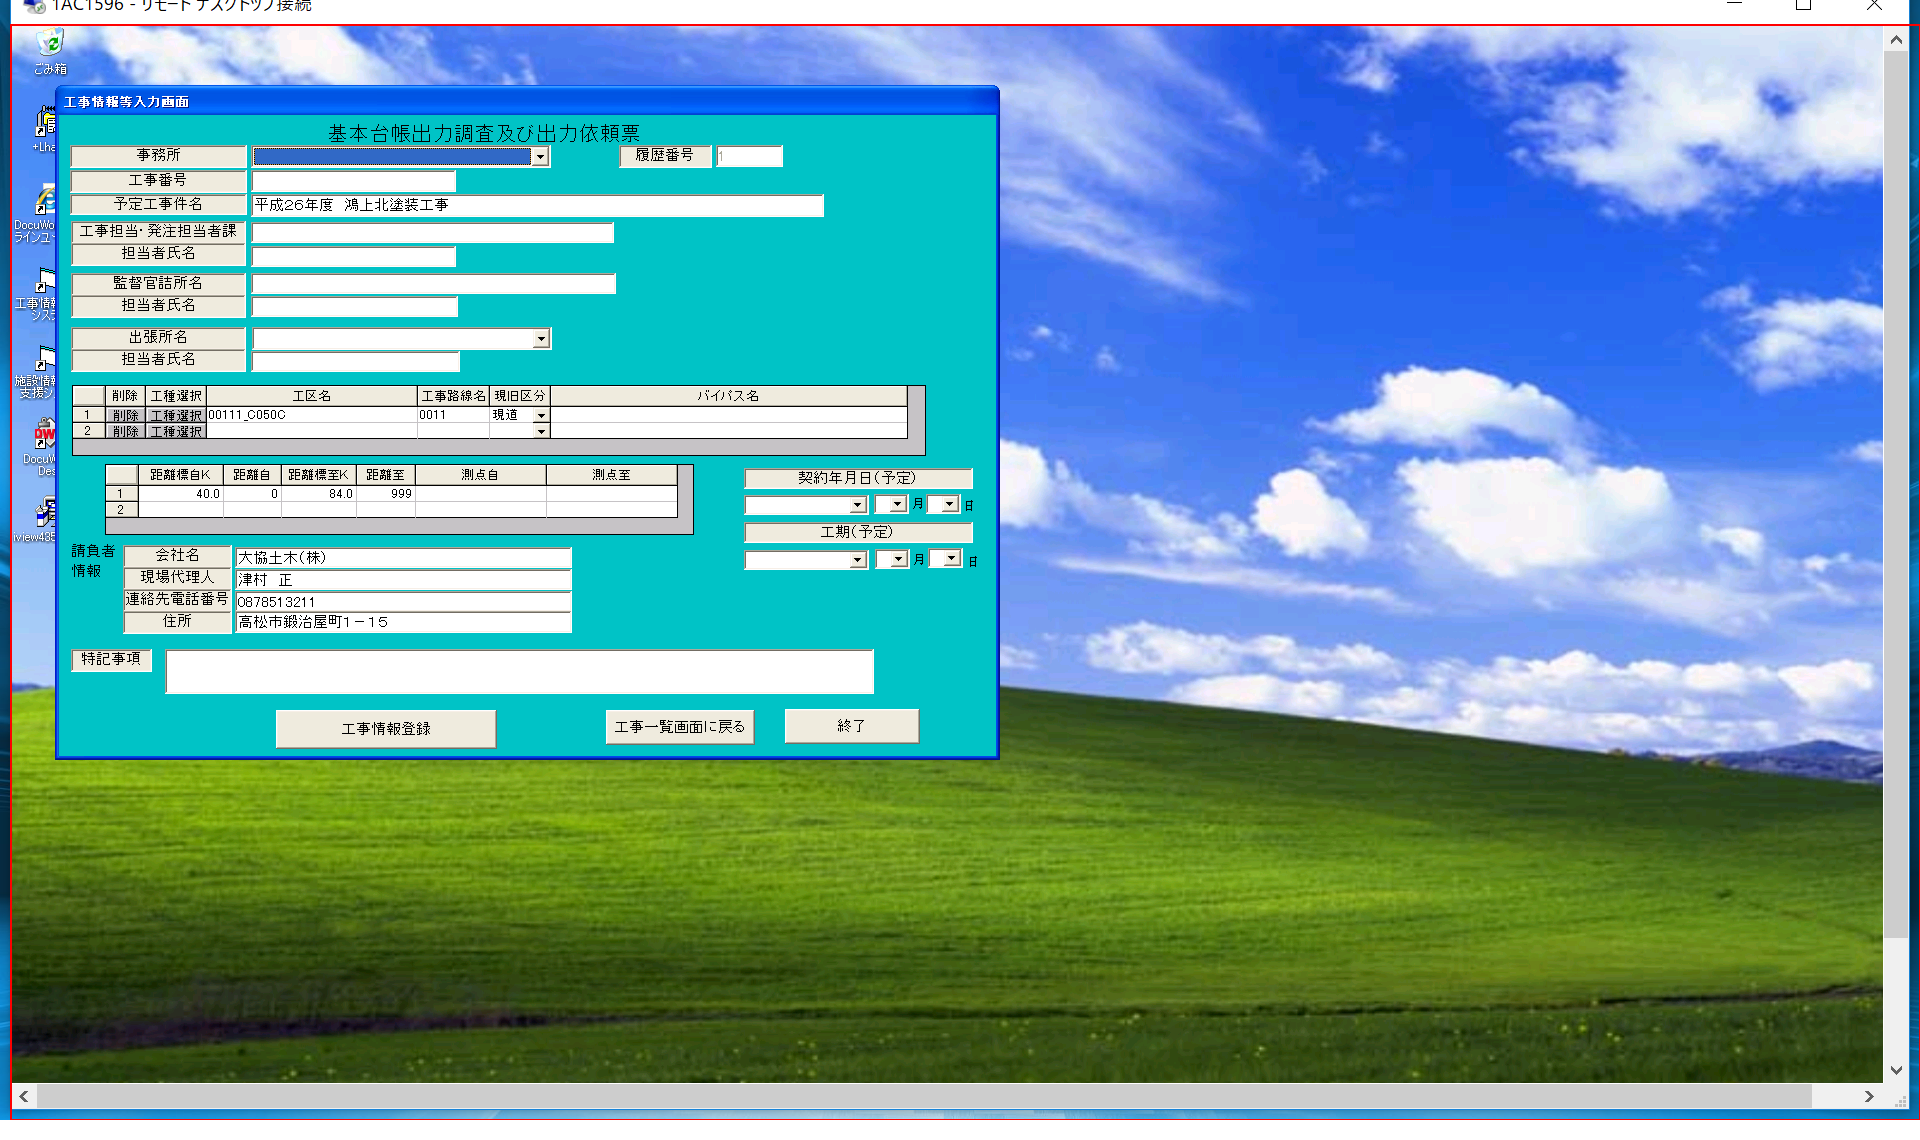 1AC1596 - リモート デスクトップ接続
ごみ箱
+Lha
DocuWo
ラインユー
工事情報
シス
施設情
支援シ
DocuW
Des
iview435
工事情報等入力画面
基本台帳出力調査及び出力依頼票
事務所
履歴番号 1
工事番号
予定工事件名 平成26年度 鴻上北塗装工事
工事担当・発注担当者課
担当者氏名
監督官詰所名
担当者氏名
出張所名
担当者氏名
削除 工種選択 工区名 工事路線名 現旧区分 バイパス名
1 削除 工種選択 00111_C050C 0011 現道
2 削除 工種選択
距離標自K 距離自 距離標至K 距離至 測点自 測点至
1 40.0 0 84.0 999
2
契約年月日(予定)
月 日
工期(予定)
月 日
請負者
情報
会社名 大協土木(株)
現場代理人 津村 正
連絡先電話番号 0878513211
住所 高松市鍛治屋町1-15
特記事項
工事情報登録 工事一覧画面に戻る 終了